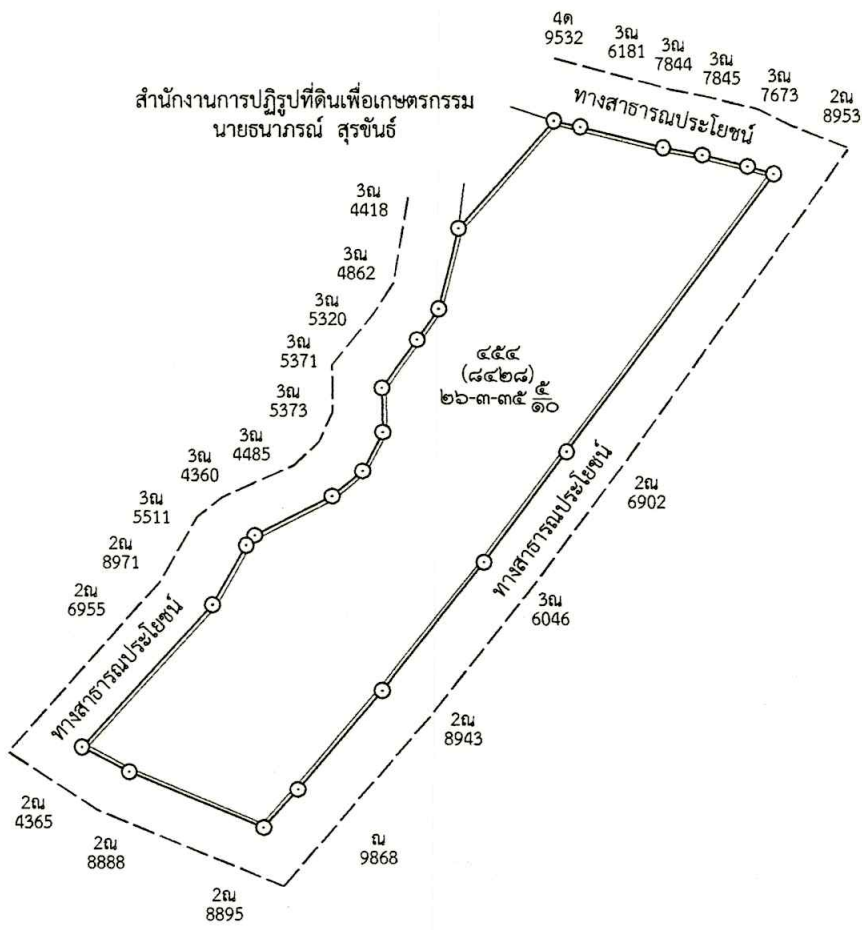 4ด
9532
3ณ
6181
3ณ
7844
3ณ
7845
3ณ
7673
2ณ
8953
สำนักงานการปฏิรูปที่ดินเพื่อเกษตรกรรม
นายธนาภรณ์ สุรขันธ์
ทางสาธารณประโยชน์
3ณ
4418
3ณ
4862
3ณ
5320
3ณ
5371
3ณ
5373
3ณ
4485
3ณ
4360
3ณ
5511
2ณ
8971
2ณ
6955
๔๕๔
(๘๔๒๘)
๒๖-๓-๓๕ ๕/๑๐
ทางสาธารณประโยชน์
2ณ
6902
3ณ
6046
2ณ
8943
ทางสาธารณประโยชน์
2ณ
4365
2ณ
8888
2ณ
8895
ณ
9868